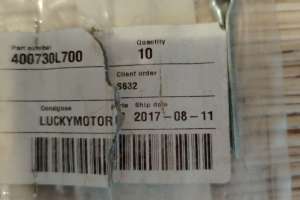 Part number Quantity
400730L700 10
Client order
S632
Consignee Ship date
LUCKYMOTOR 2017-08-11